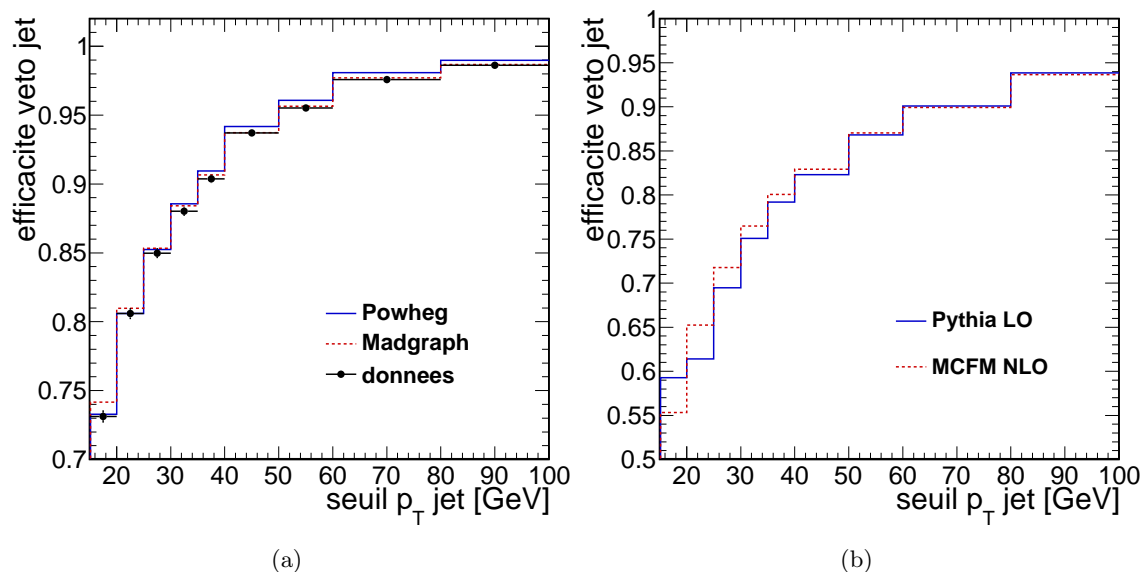 efficacite veto jet
1
0.95
0.9
0.85
0.8
0.75
0.7
Powheg
Madgraph
donnees
20 30 40 50 60 70 80 90 100
seuil p_T jet [GeV]
(a)
efficacite veto jet
1
0.95
0.9
0.85
0.8
0.75
0.7
0.65
0.6
0.55
0.5
Pythia LO
MCFM NLO
20 30 40 50 60 70 80 90 100
seuil p_T jet [GeV]
(b)